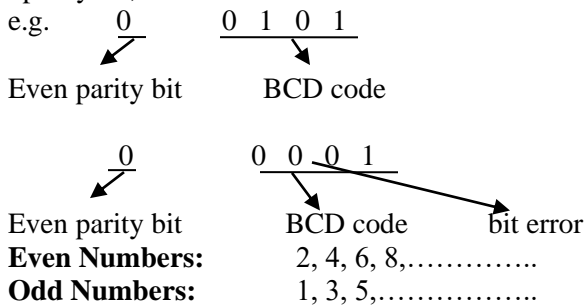 e.g. 0 0 1 0 1
Even parity bit BCD code
0 0 0 0 1
Even parity bit BCD code bit error
Even Numbers: 2, 4, 6, 8,…………..
Odd Numbers: 1, 3, 5,…………….